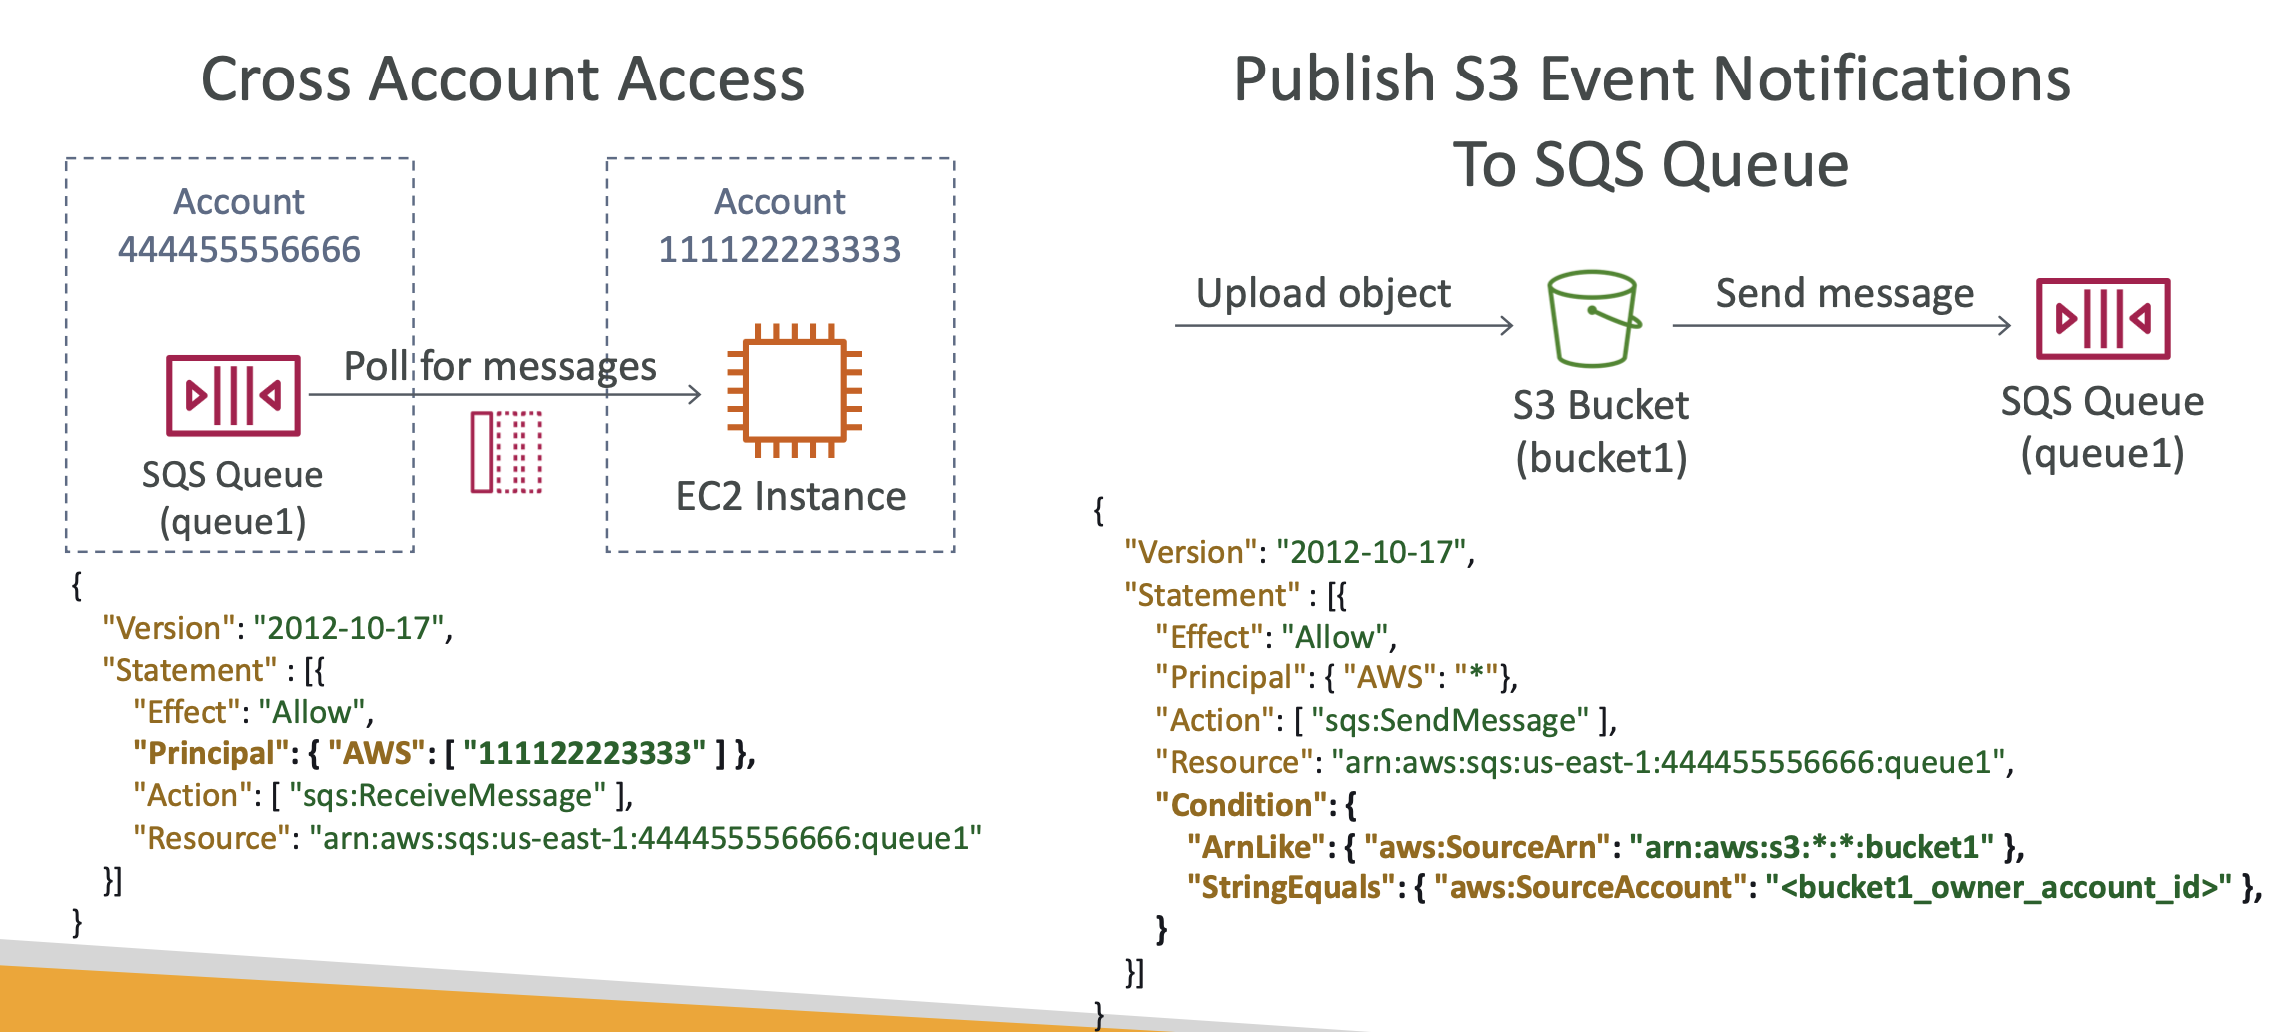 Cross Account Access
Account
444455556666
Account
111122223333
Poll for messages
SQS Queue
(queue1)
EC2 Instance
{
"Version": "2012-10-17",
"Statement" : [{
"Effect": "Allow",
"Principal": { "AWS": [ "111122223333" ] },
"Action": [ "sqs:ReceiveMessage" ],
"Resource": "arn:aws:sqs:us-east-1:444455556666:queue1"
}]
}
Publish S3 Event Notifications
To SQS Queue
Upload object
Send message
S3 Bucket
(bucket1)
SQS Queue
(queue1)
{
"Version": "2012-10-17",
"Statement" : [{
"Effect": "Allow",
"Principal": { "AWS": "*"},
"Action": [ "sqs:SendMessage" ],
"Resource": "arn:aws:sqs:us-east-1:444455556666:queue1",
"Condition": {
"ArnLike": { "aws:SourceArn": "arn:aws:s3:*:*:bucket1" },
"StringEquals": { "aws:SourceAccount": "<bucket1_owner_account_id>" },
}
}]
}